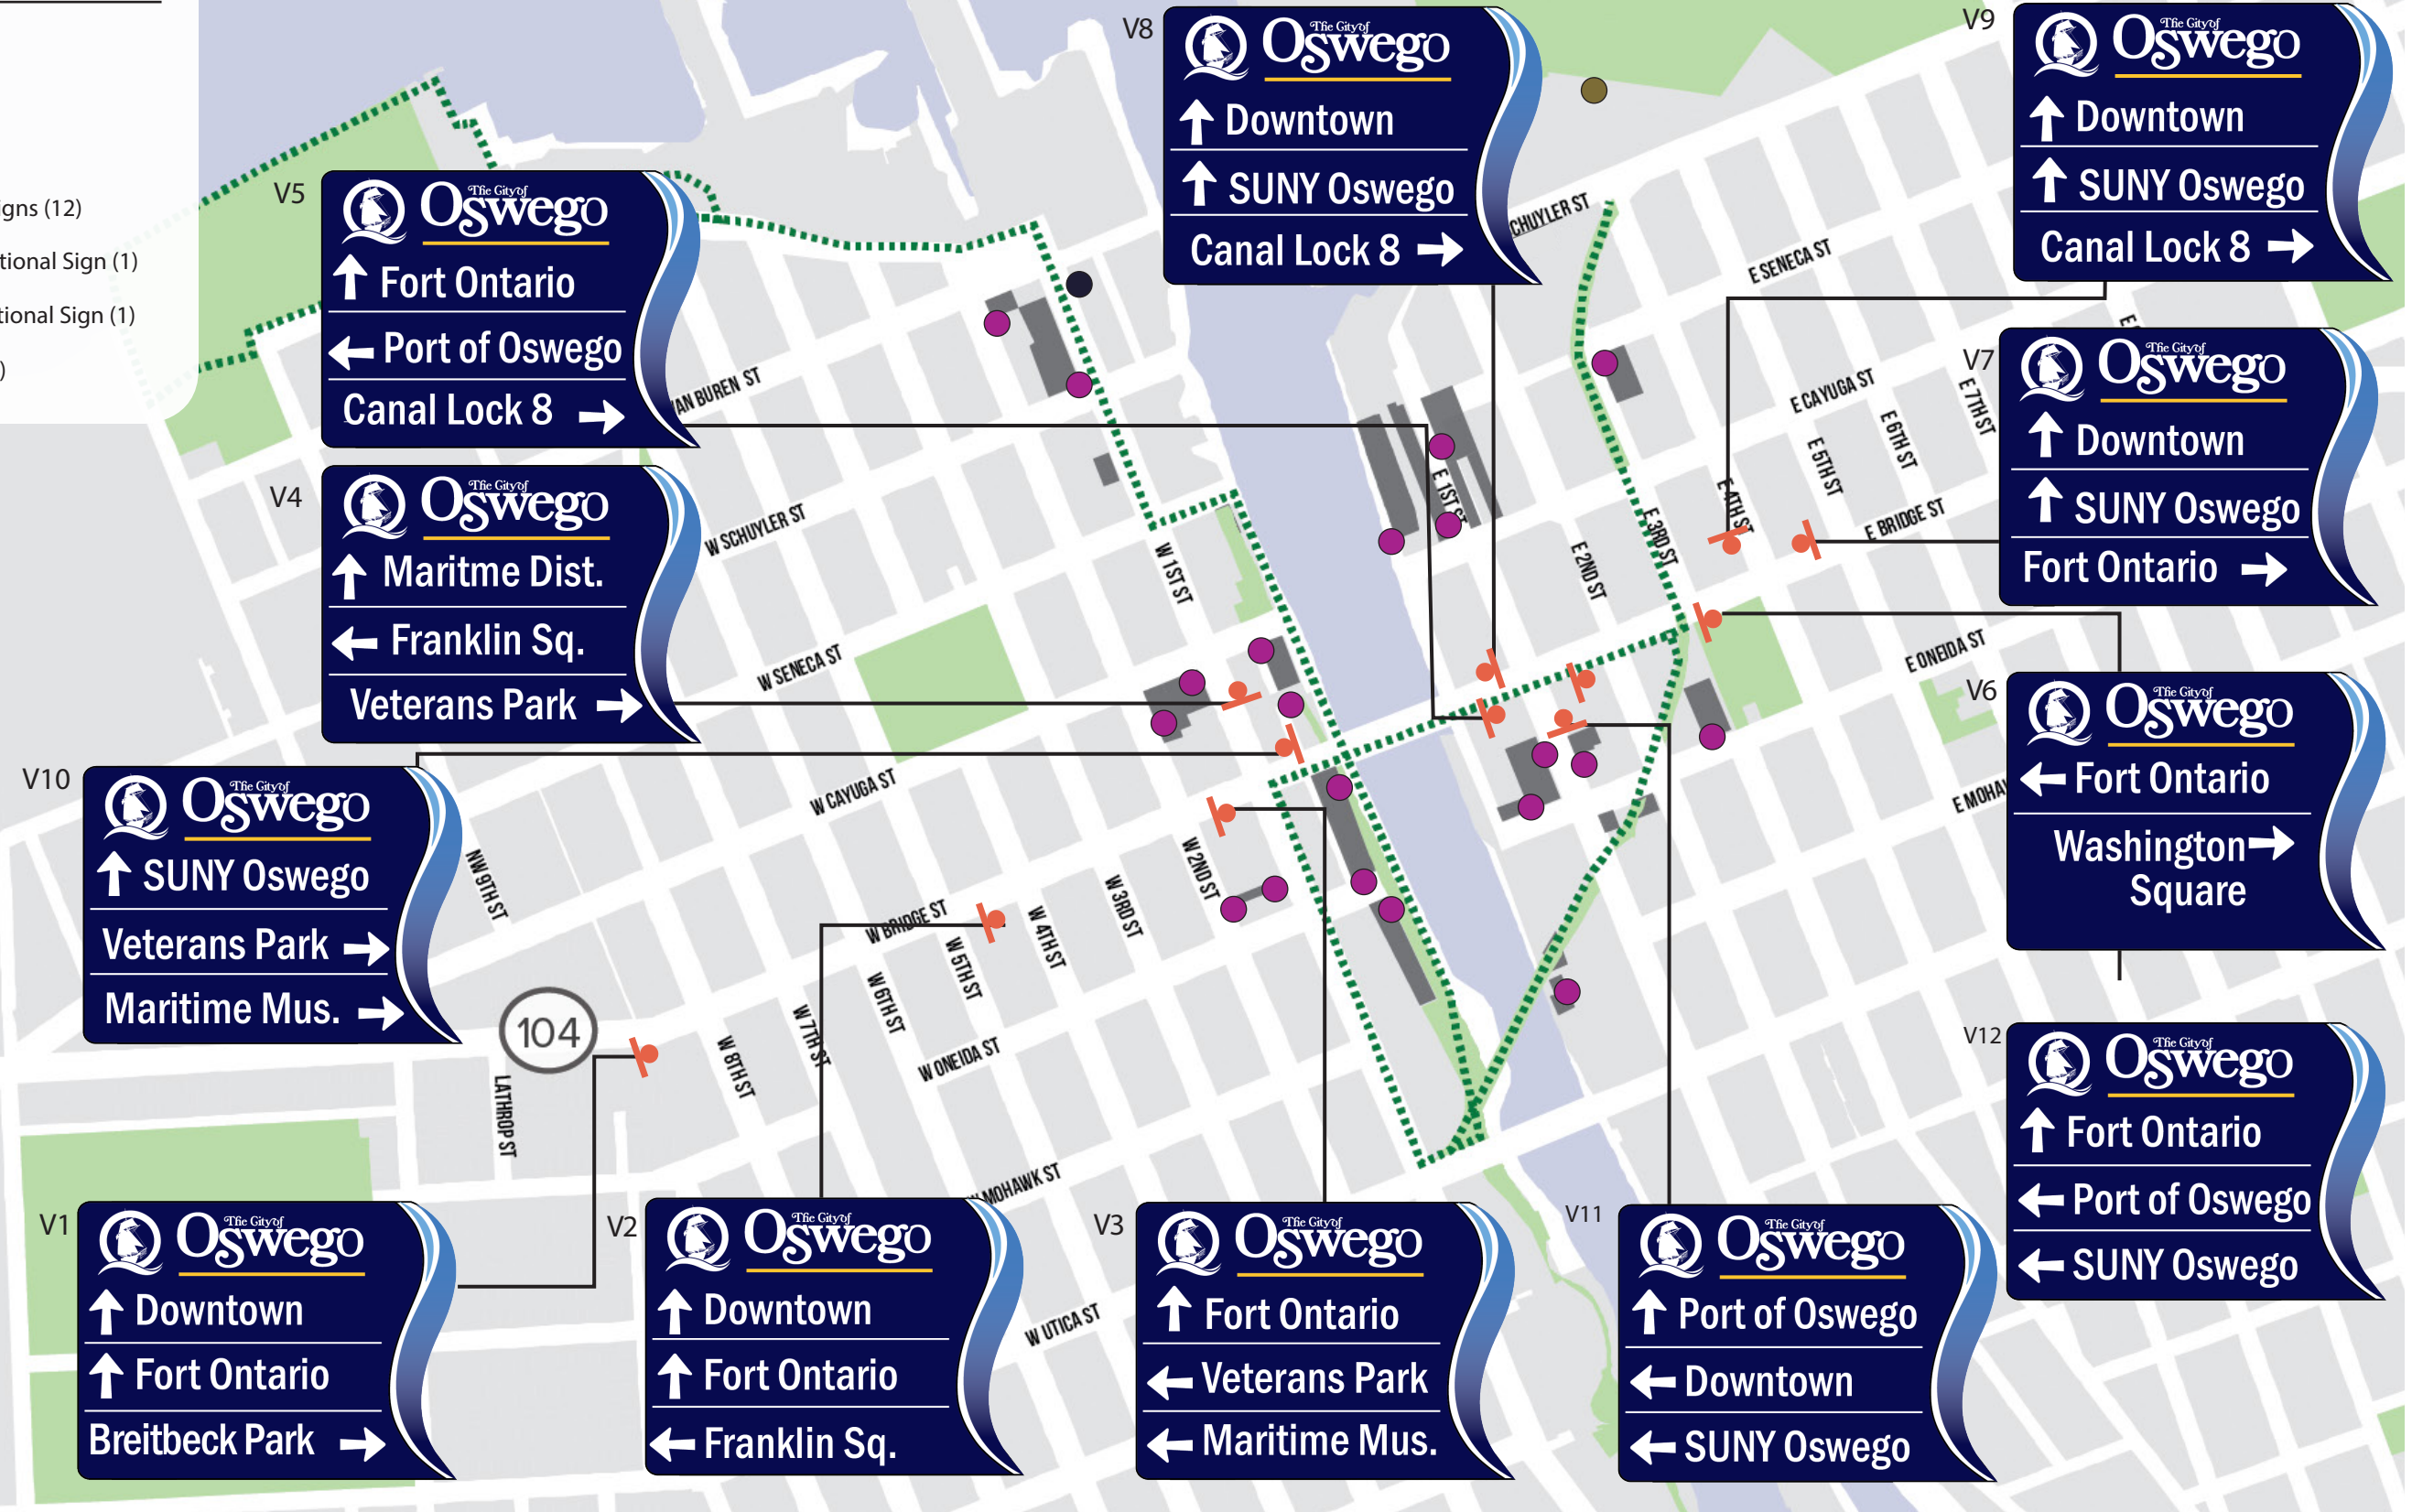 igns (12)
tional Sign (1)
tional Sign (1)
)
V5
The City of
Oswego
Fort Ontario
Port of Oswego
Canal Lock 8
V8
The City of
Oswego
Downtown
SUNY Oswego
Canal Lock 8
V9
The City of
Oswego
Downtown
SUNY Oswego
Canal Lock 8
V4
The City of
Oswego
Maritme Dist.
Franklin Sq.
Veterans Park
V7
The City of
Oswego
Downtown
SUNY Oswego
Fort Ontario
V10
The City of
Oswego
SUNY Oswego
Veterans Park
Maritime Mus.
V6
The City of
Oswego
Fort Ontario
Washington
Square
V12
The City of
Oswego
Fort Ontario
Port of Oswego
SUNY Oswego
V1
The City of
Oswego
Downtown
Fort Ontario
Breitbeck Park
V2
The City of
Oswego
Downtown
Fort Ontario
Franklin Sq.
V3
The City of
Oswego
Fort Ontario
Veterans Park
Maritime Mus.
V11
The City of
Oswego
Port of Oswego
Downtown
SUNY Oswego
CHUYLER ST
E SENECA ST
E CAYUGA ST
E 7TH ST
E 6TH ST
E 5TH ST
E 4TH ST
E BRIDGE ST
E 3RD ST
E 2ND ST
E 1ST ST
E ONEIDA ST
E MOHA
VAN BUREN ST
W SCHUYLER ST
W 1ST ST
W SENECA ST
W CAYUGA ST
NW 9TH ST
W 2ND ST
W 3RD ST
W 4TH ST
W BRIDGE ST
W 5TH ST
W 6TH ST
W 7TH ST
W 8TH ST
W ONEIDA ST
104
LATHROP ST
W MOHAWK ST
W UTICA ST